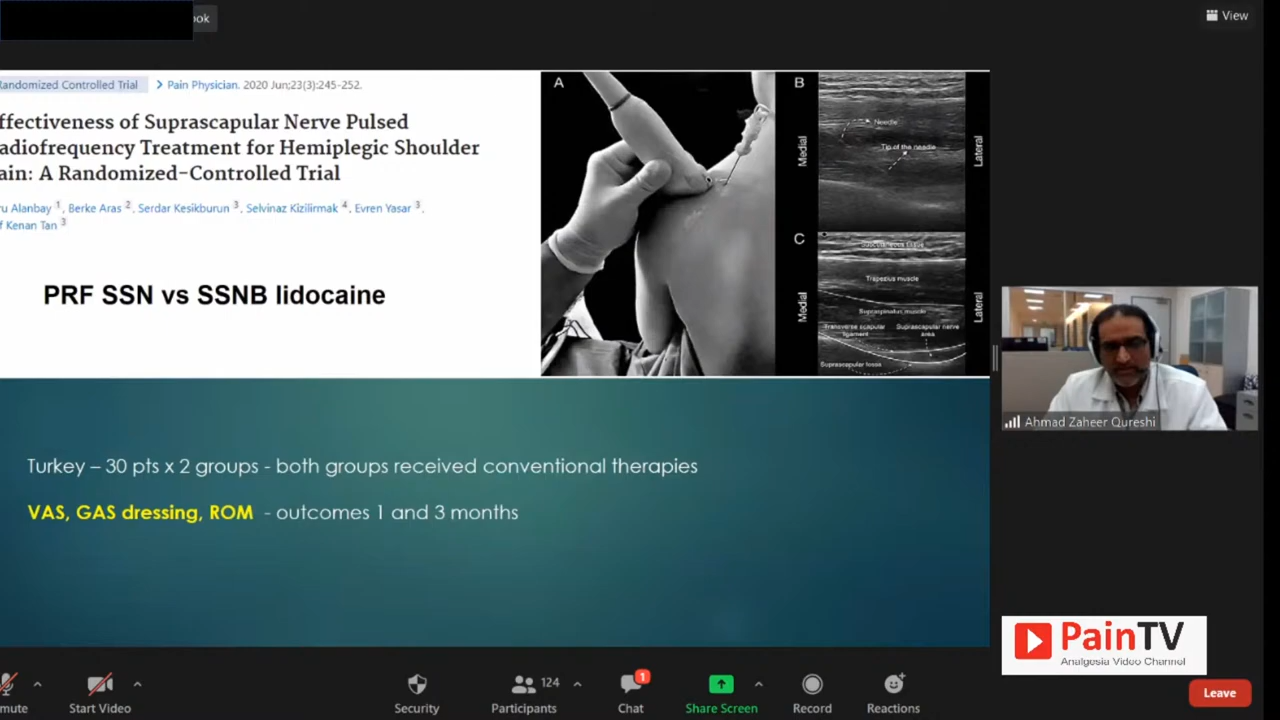 ook
View
Randomized Controlled Trial > Pain Physician. 2020 Jun;23(3):245-252.
ffectiveness of Suprascapular Nerve Pulsed
adiofrequency Treatment for Hemiplegic Shoulder
ain: A Randomized-Controlled Trial
ru Alanbay 1, Berke Aras 2, Serdar Kesikburun 3, Selvinaz Kizilirmak 4, Evren Yasar 3,
f Kenan Tan 3
PRF SSN vs SSNB lidocaine
A
B
Medial
Needle
Tip of the needle
Lateral
C
Medial
Subcutaneous tissue
Trapezius muscle
Supraspinatus muscle
Transverse scapular
ligament
Suprascapular nerve
area
Suprascapular fossa
Lateral
Turkey – 30 pts x 2 groups - both groups received conventional therapies
VAS, GAS dressing, ROM - outcomes 1 and 3 months
Ahmad Zaheer Qureshi
PainTV
Analgesia Video Channel
mute
Start Video
Security
124
Participants
1
Chat
Share Screen
Record
Reactions
Leave